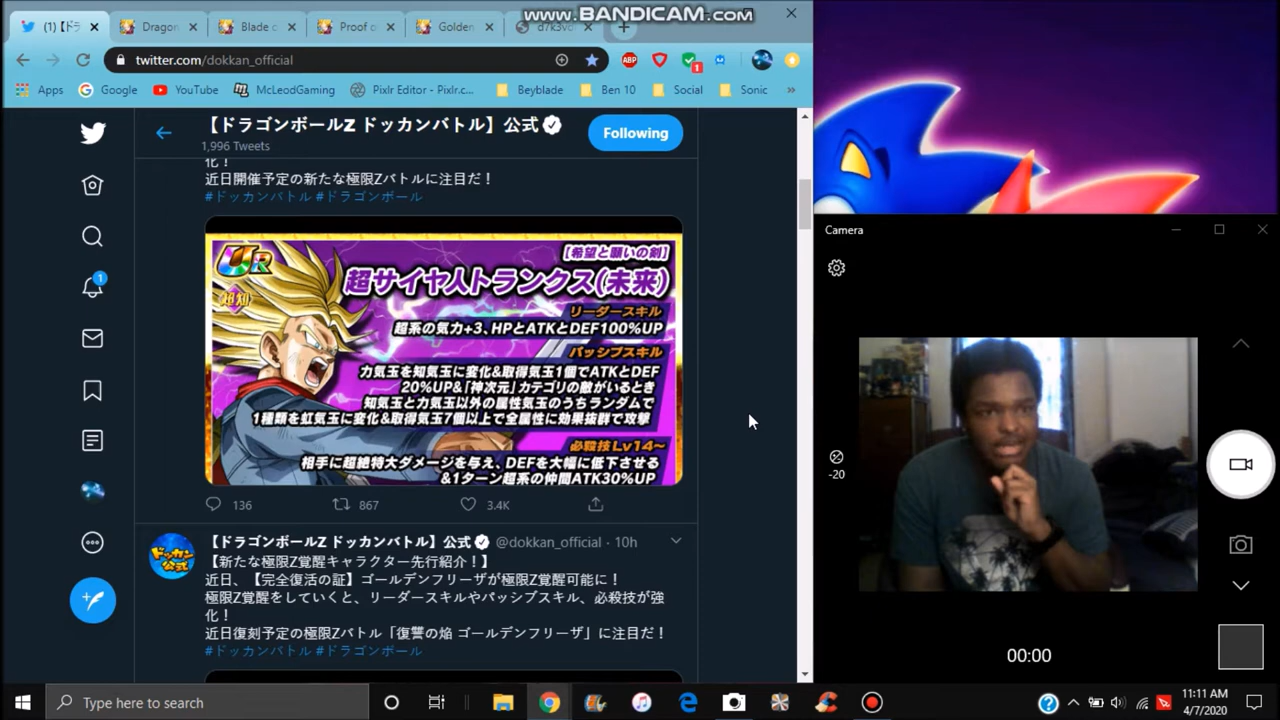 www.BANDICAM.com
(1)【ドラ
Dragon
Blade o
Proof o
Golden
d7k3v
twitter.com/dokkan_official
ABP
1
Apps
Google
YouTube
McLeodGaming
Pixlr Editor - Pixlr.c...
Beyblade
Ben 10
Social
Sonic
»
【ドラゴンボールZ ドッカンバトル】公式
1,996 Tweets
Following
化！
近日開催予定の新たな極限Zバトルに注目だ！
#ドッカンバトル #ドラゴンボール
UR
超知
[希望と願いの剣]
超サイヤ人トランクス(未来)
リーダースキル
超系の気力+3、HPとATKとDEF100%UP
パッシブスキル
力気玉を知気玉に変化&取得気玉1個でATKとDEF
20%UP&「神次元」カテゴリの敵がいるとき
知気玉と力気玉以外の属性気玉のうちランダムで
1種類を虹気玉に変化&取得気玉7個以上で全属性に効果抜群で攻撃
必殺技Lv14～
相手に超絶特大ダメージを与え、DEFを大幅に低下させる
&1ターン超系の仲間ATK30%UP
136
867
3.4K
1
ドッカン
公式
【ドラゴンボールZ ドッカンバトル】公式 @dokkan_official · 10h
【新たな極限Z覚醒キャラクター先行紹介！】
近日、【完全復活の証】ゴールデンフリーザが極限Z覚醒可能に！
極限Z覚醒をしていくと、リーダースキルやパッシブスキル、必殺技が強
化！
近日復刻予定の極限Zバトル「復讐の焔 ゴールデンフリーザ」に注目だ！
#ドッカンバトル #ドラゴンボール
Camera
-20
00:00
Type here to search
11:11 AM
4/7/2020